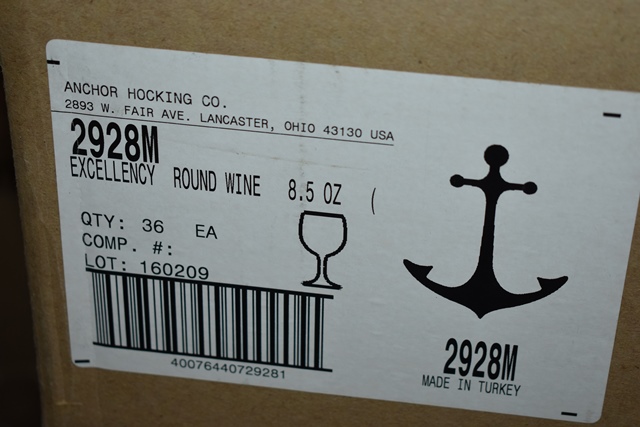 ANCHOR HOCKING CO.
2893 W. FAIR AVE. LANCASTER, OHIO 43130 USA
2928M
EXCELLENCY ROUND WINE 8.5 OZ (
QTY: 36 EA
COMP. #:
LOT: 160209
40076440729281
2928M
MADE IN TURKEY